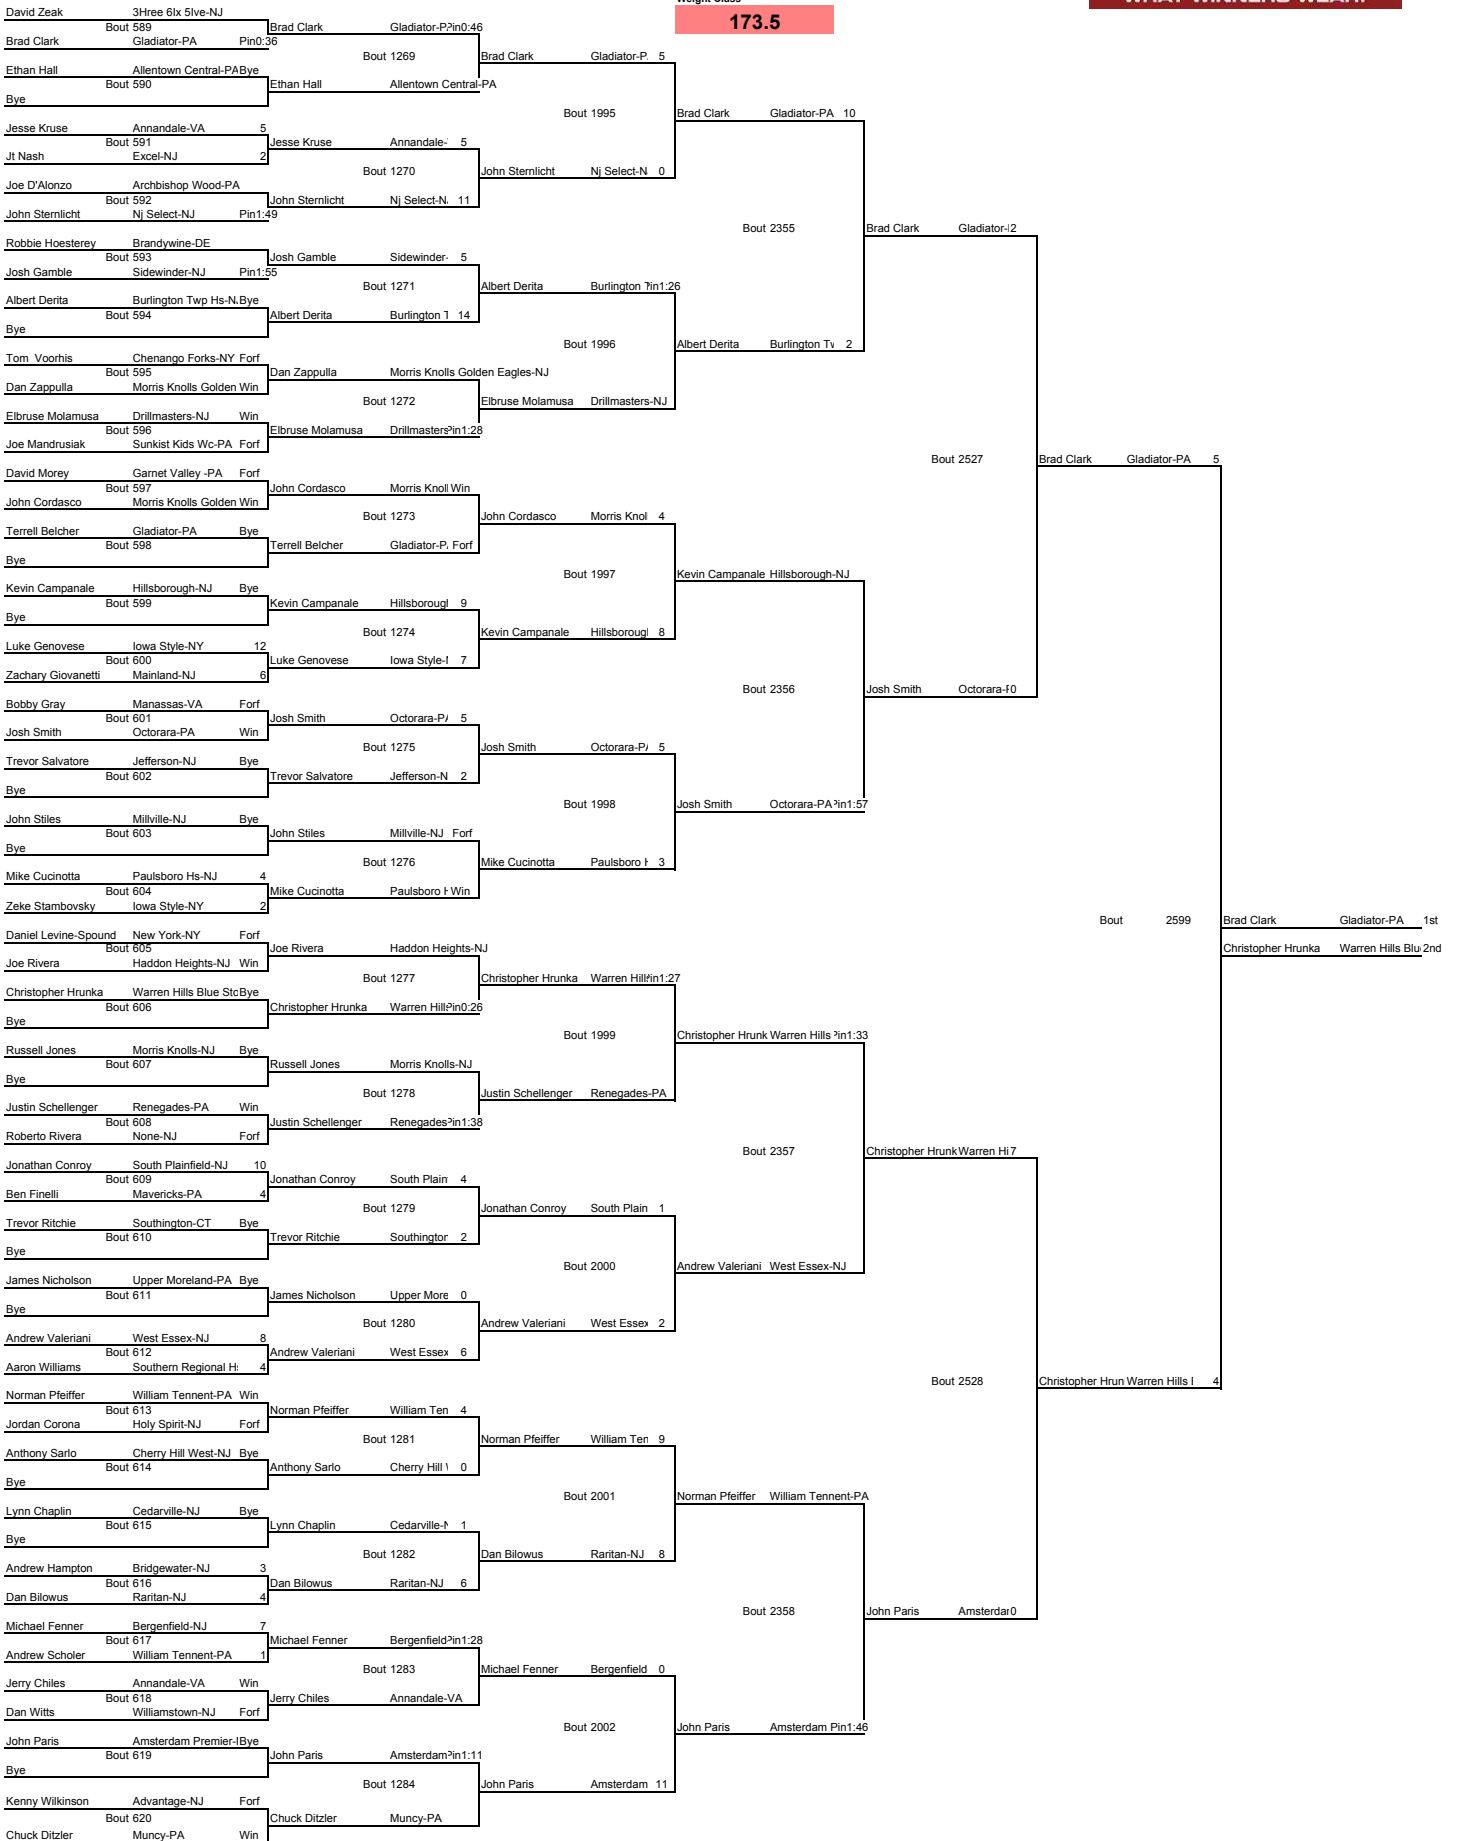 Weight Class
WHAT WINNERS WEAR!
173.5
David Zeak 3Hree 6Ix 5Ive-NJ
Bout 589 Brad Clark Gladiator-P Pin0:46
Brad Clark Gladiator-PA Pin0:36
Bout 1269 Brad Clark Gladiator-P. 5
Ethan Hall Allentown Central-PA Bye
Bout 590 Ethan Hall Allentown Central-PA
Bye
Bout 1995 Brad Clark Gladiator-PA 10
Jesse Kruse Annandale-VA 5
Bout 591 Jesse Kruse Annandale- 5
Jt Nash Excel-NJ 2
Bout 1270 John Sternlicht Nj Select-N 0
Joe D'Alonzo Archbishop Wood-PA
Bout 592 John Sternlicht Nj Select-N. 11
John Sternlicht Nj Select-NJ Pin1:49
Bout 2355 Brad Clark Gladiator- 2
Robbie Hoesterey Brandywine-DE
Bout 593 Josh Gamble Sidewinder- 5
Josh Gamble Sidewinder-NJ Pin1:55
Bout 1271 Albert Derita Burlington Pin1:26
Albert Derita Burlington Twp Hs-N. Bye
Bout 594 Albert Derita Burlington T 14
Bye
Bout 1996 Albert Derita Burlington Tw 2
Tom Voorhis Chenango Forks-NY Forf
Bout 595 Dan Zappulla Morris Knolls Golden Eagles-NJ
Dan Zappulla Morris Knolls Golden Win
Bout 1272 Elbruse Molamusa Drillmasters-NJ
Elbruse Molamusa Drillmasters-NJ Win
Bout 596 Elbruse Molamusa Drillmasters Pin1:28
Joe Mandrusiak Sunkist Kids Wc-PA Forf
Bout 2527 Brad Clark Gladiator-PA 5
David Morey Garnet Valley -PA Forf
Bout 597 John Cordasco Morris Knoll Win
John Cordasco Morris Knolls Golden Win
Bout 1273 John Cordasco Morris Knol 4
Terrell Belcher Gladiator-PA Bye
Bout 598 Terrell Belcher Gladiator-P. Forf
Bye
Bout 1997 Kevin Campanale Hillsborough-NJ
Kevin Campanale Hillsborough-NJ Bye
Bout 599 Kevin Campanale Hillsborough 9
Bye
Bout 1274 Kevin Campanale Hillsborough 8
Luke Genovese Iowa Style-NY 12
Bout 600 Luke Genovese Iowa Style- 7
Zachary Giovanetti Mainland-NJ 6
Bout 2356 Josh Smith Octorara-P 0
Bobby Gray Manassas-VA Forf
Bout 601 Josh Smith Octorara-PA 5
Josh Smith Octorara-PA Win
Bout 1275 Josh Smith Octorara-PA 5
Trevor Salvatore Jefferson-NJ Bye
Bout 602 Trevor Salvatore Jefferson-N 2
Bye
Bout 1998 Josh Smith Octorara-PA Pin1:57
John Stiles Millville-NJ Bye
Bout 603 John Stiles Millville-NJ Forf
Bye
Bout 1276 Mike Cucinotta Paulsboro H 3
Mike Cucinotta Paulsboro Hs-NJ 4
Bout 604 Mike Cucinotta Paulsboro H Win
Zeke Stambovsky Iowa Style-NY 2
Bout 2599 Brad Clark Gladiator-PA 1st
Daniel Levine-Spound New York-NY Forf
Bout 605 Joe Rivera Haddon Heights-NJ Christopher Hrunka Warren Hills Blu 2nd
Joe Rivera Haddon Heights-NJ Win
Bout 1277 Christopher Hrunka Warren Hills Pin1:27
Christopher Hrunka Warren Hills Blue Sto Bye
Bout 606 Christopher Hrunka Warren Hills Pin0:26
Bye
Bout 1999 Christopher Hrunk Warren Hills Pin1:33
Russell Jones Morris Knolls-NJ Bye
Bout 607 Russell Jones Morris Knolls-NJ
Bye
Bout 1278 Justin Schellenger Renegades-PA
Justin Schellenger Renegades-PA Win
Bout 608 Justin Schellenger Renegades Pin1:38
Roberto Rivera None-NJ Forf
Bout 2357 Christopher Hrunk Warren Hi 7
Jonathan Conroy South Plainfield-NJ 10
Bout 609 Jonathan Conroy South Plain 4
Ben Finelli Mavericks-PA 4
Bout 1279 Jonathan Conroy South Plain 1
Trevor Ritchie Southington-CT Bye
Bout 610 Trevor Ritchie Southington 2
Bye
Bout 2000 Andrew Valeriani West Essex-NJ
James Nicholson Upper Moreland-PA Bye
Bout 611 James Nicholson Upper More 0
Bye
Bout 1280 Andrew Valeriani West Essex 2
Andrew Valeriani West Essex-NJ 8
Bout 612 Andrew Valeriani West Essex 6
Aaron Williams Southern Regional H 4
Bout 2528 Christopher Hrun Warren Hills 4
Norman Pfeiffer William Tennent-PA Win
Bout 613 Norman Pfeiffer William Ten 4
Jordan Corona Holy Spirit-NJ Forf
Bout 1281 Norman Pfeiffer William Ten 9
Anthony Sarlo Cherry Hill West-NJ Bye
Bout 614 Anthony Sarlo Cherry Hill 0
Bye
Bout 2001 Norman Pfeiffer William Tennent-PA
Lynn Chaplin Cedarville-NJ Bye
Bout 615 Lynn Chaplin Cedarville-N 1
Bye
Bout 1282 Dan Bilowus Raritan-NJ 8
Andrew Hampton Bridgewater-NJ 3
Bout 616 Dan Bilowus Raritan-NJ 6
Dan Bilowus Raritan-NJ 4
Bout 2358 John Paris Amsterdar 0
Michael Fenner Bergenfield-NJ 7
Bout 617 Michael Fenner Bergenfield Pin1:28
Andrew Scholer William Tennent-PA 1
Bout 1283 Michael Fenner Bergenfield 0
Jerry Chiles Annandale-VA Win
Bout 618 Jerry Chiles Annandale-VA
Dan Witts Williamstown-NJ Forf
Bout 2002 John Paris Amsterdam Pin1:46
John Paris Amsterdam Premier- Bye
Bout 619 John Paris Amsterdam Pin1:11
Bye
Bout 1284 John Paris Amsterdam 11
Kenny Wilkinson Advantage-NJ Forf
Bout 620 Chuck Ditzler Muncy-PA
Chuck Ditzler Muncy-PA Win